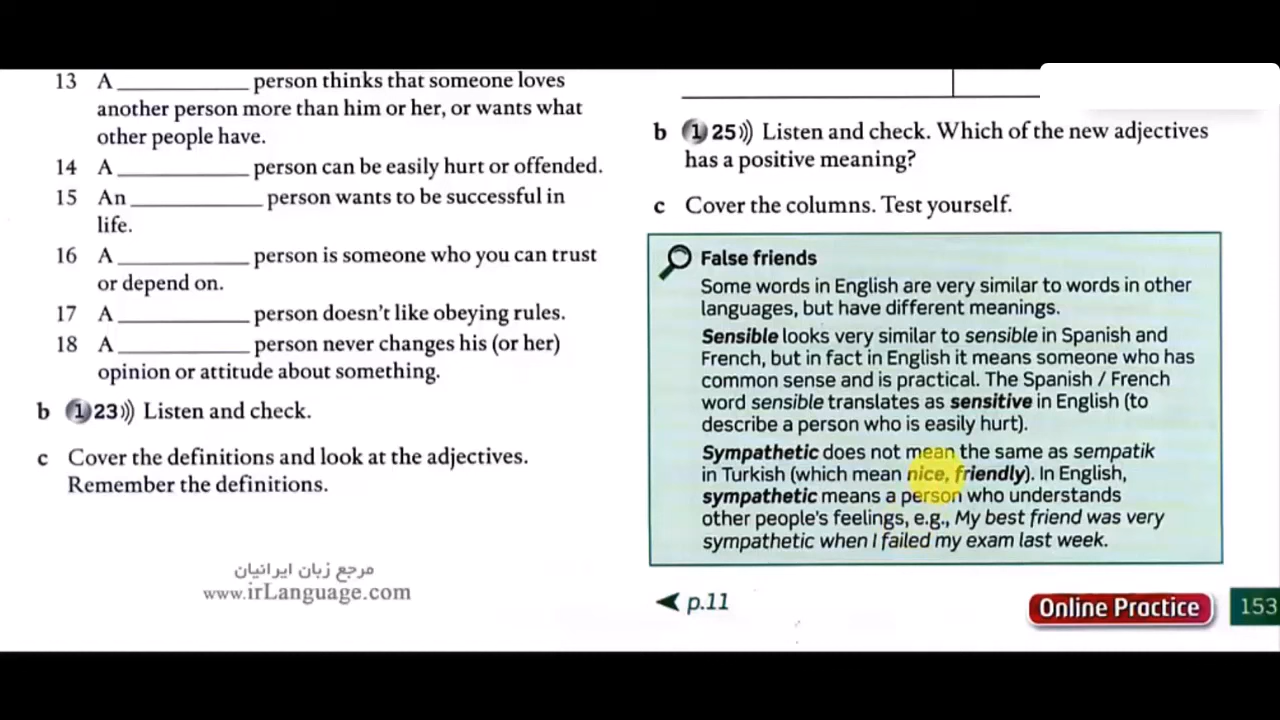 13 A ___________ person thinks that someone loves
another person more than him or her, or wants what
other people have.
14 A ___________ person can be easily hurt or offended.
15 An ___________ person wants to be successful in
life.
16 A ___________ person is someone who you can trust
or depend on.
17 A ___________ person doesn't like obeying rules.
18 A ___________ person never changes his (or her)
opinion or attitude about something.
b 1 23))) Listen and check.
c Cover the definitions and look at the adjectives.
Remember the definitions.
مرجع زبان ایرانیان
www.irLanguage.com
b 1 25))) Listen and check. Which of the new adjectives
has a positive meaning?
c Cover the columns. Test yourself.
False friends
Some words in English are very similar to words in other
languages, but have different meanings.
Sensible looks very similar to sensible in Spanish and
French, but in fact in English it means someone who has
common sense and is practical. The Spanish / French
word sensible translates as sensitive in English (to
describe a person who is easily hurt).
Sympathetic does not mean the same as sempatik
in Turkish (which mean nice, friendly). In English,
sympathetic means a person who understands
other people's feelings, e.g., My best friend was very
sympathetic when I failed my exam last week.
p.11
Online Practice
153